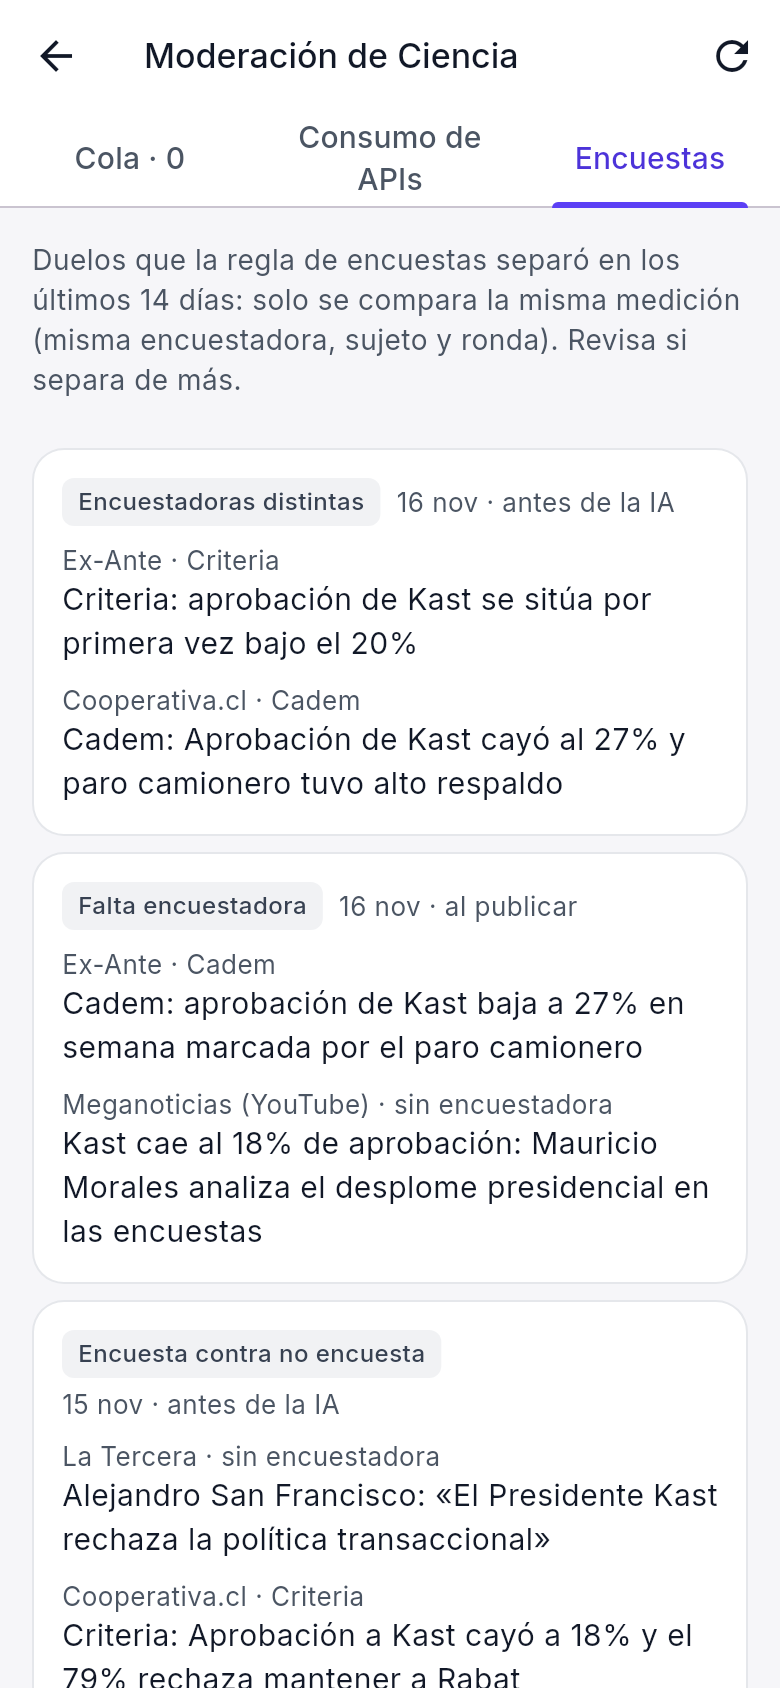 Moderación de Ciencia
Cola · 0
Consumo de
APIs
Encuestas
Duelos que la regla de encuestas separó en los
últimos 14 días: solo se compara la misma medición
(misma encuestadora, sujeto y ronda). Revisa si
separa de más.
Encuestadoras distintas 16 nov · antes de la IA
Ex-Ante · Criteria
Criteria: aprobación de Kast se sitúa por
primera vez bajo el 20%
Cooperativa.cl · Cadem
Cadem: Aprobación de Kast cayó al 27% y
paro camionero tuvo alto respaldo
Falta encuestadora 16 nov · al publicar
Ex-Ante · Cadem
Cadem: aprobación de Kast baja a 27% en
semana marcada por el paro camionero
Meganoticias (YouTube) · sin encuestadora
Kast cae al 18% de aprobación: Mauricio
Morales analiza el desplome presidencial en
las encuestas
Encuesta contra no encuesta
15 nov · antes de la IA
La Tercera · sin encuestadora
Alejandro San Francisco: «El Presidente Kast
rechaza la política transaccional»
Cooperativa.cl · Criteria
Criteria: Aprobación a Kast cayó a 18% y el
79% rechaza mantener a Rabat